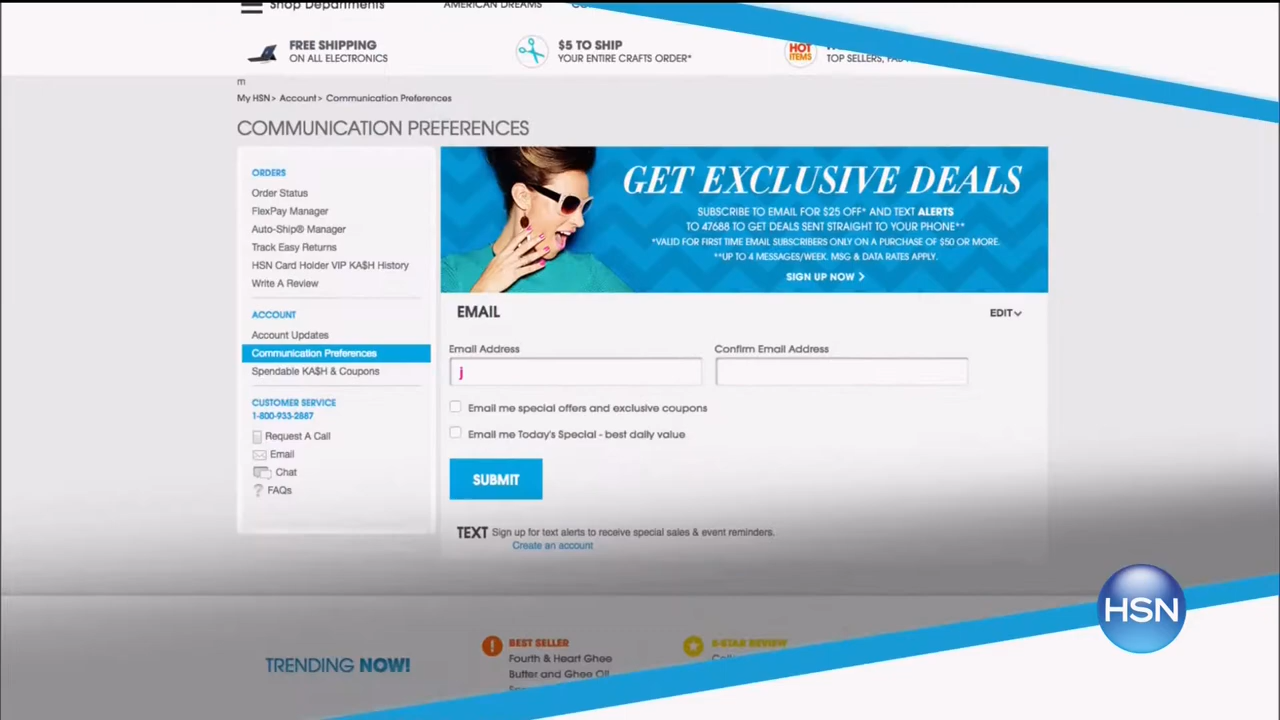 Shop Departments
AMERICAN DREAMS
FREE SHIPPING
ON ALL ELECTRONICS
$5 TO SHIP
YOUR ENTIRE CRAFTS ORDER*
HOT
ITEMS
TOP SELLERS,
m
My HSN > Account > Communication Preferences
COMMUNICATION PREFERENCES
ORDERS
Order Status
FlexPay Manager
Auto-Ship® Manager
Track Easy Returns
HSN Card Holder VIP KA$H History
Write A Review
ACCOUNT
Account Updates
Communication Preferences
Spendable KA$H & Coupons
CUSTOMER SERVICE
1-800-933-2887
Request A Call
Email
Chat
? FAQs
GET EXCLUSIVE DEALS
SUBSCRIBE TO EMAIL FOR $25 OFF* AND TEXT ALERTS
TO 47688 TO GET DEALS SENT STRAIGHT TO YOUR PHONE**
*VALID FOR FIRST TIME EMAIL SUBSCRIBERS ONLY ON A PURCHASE OF $50 OR MORE.
**UP TO 4 MESSAGES/WEEK. MSG & DATA RATES APPLY.
SIGN UP NOW >
EMAIL
EDIT
Email Address
Confirm Email Address
j
Email me special offers and exclusive coupons
Email me Today's Special - best daily value
SUBMIT
TEXT Sign up for text alerts to receive special sales & event reminders.
Create an account
HSN
TRENDING NOW!
! BEST SELLER
Fourth & Heart Ghee
Butter and Ghee Oil
5-STAR REVIEW